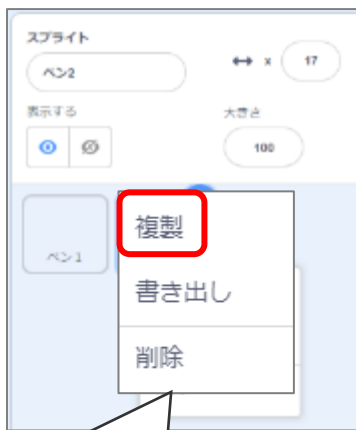 スプライト
ペン2
x 17
表示する
大きさ
100
ペン1
複製
書き出し
削除